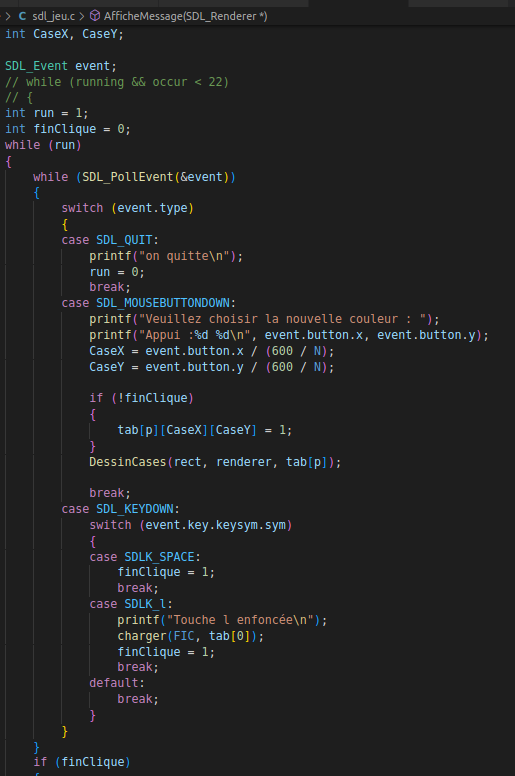 > C sdl_jeu.c > AfficheMessage(SDL_Renderer *)
int CaseX, CaseY;
SDL_Event event;
// while (running && occur < 22)
// {
int run = 1;
int finClique = 0;
while (run)
{
while (SDL_PollEvent(&event))
{
switch (event.type)
{
case SDL_QUIT:
printf("on quitte\n");
run = 0;
break;
case SDL_MOUSEBUTTONDOWN:
printf("Veuillez choisir la nouvelle couleur : ");
printf("Appui :%d %d\n", event.button.x, event.button.y);
CaseX = event.button.x / (600 / N);
CaseY = event.button.y / (600 / N);
if (!finClique)
{
tab[p][CaseX][CaseY] = 1;
}
DessinCases(rect, renderer, tab[p]);
break;
case SDL_KEYDOWN:
switch (event.key.keysym.sym)
{
case SDLK_SPACE:
finClique = 1;
break;
case SDLK_l:
printf("Touche l enfoncée\n");
charger(FIC, tab[0]);
finClique = 1;
break;
default:
break;
}
}
}
if (finClique)